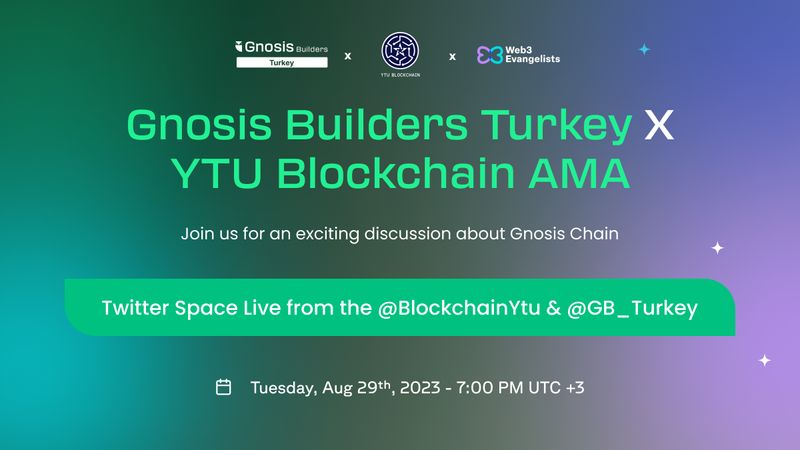 Gnosis Builders x YTU BLOCKCHAIN x Web3
Turkey Evangelists
Gnosis Builders Turkey X
YTU Blockchain AMA
Join us for an exciting discussion about Gnosis Chain
Twitter Space Live from the @BlockchainYtu & @GB_Turkey
Tuesday, Aug 29th, 2023 - 7:00 PM UTC +3